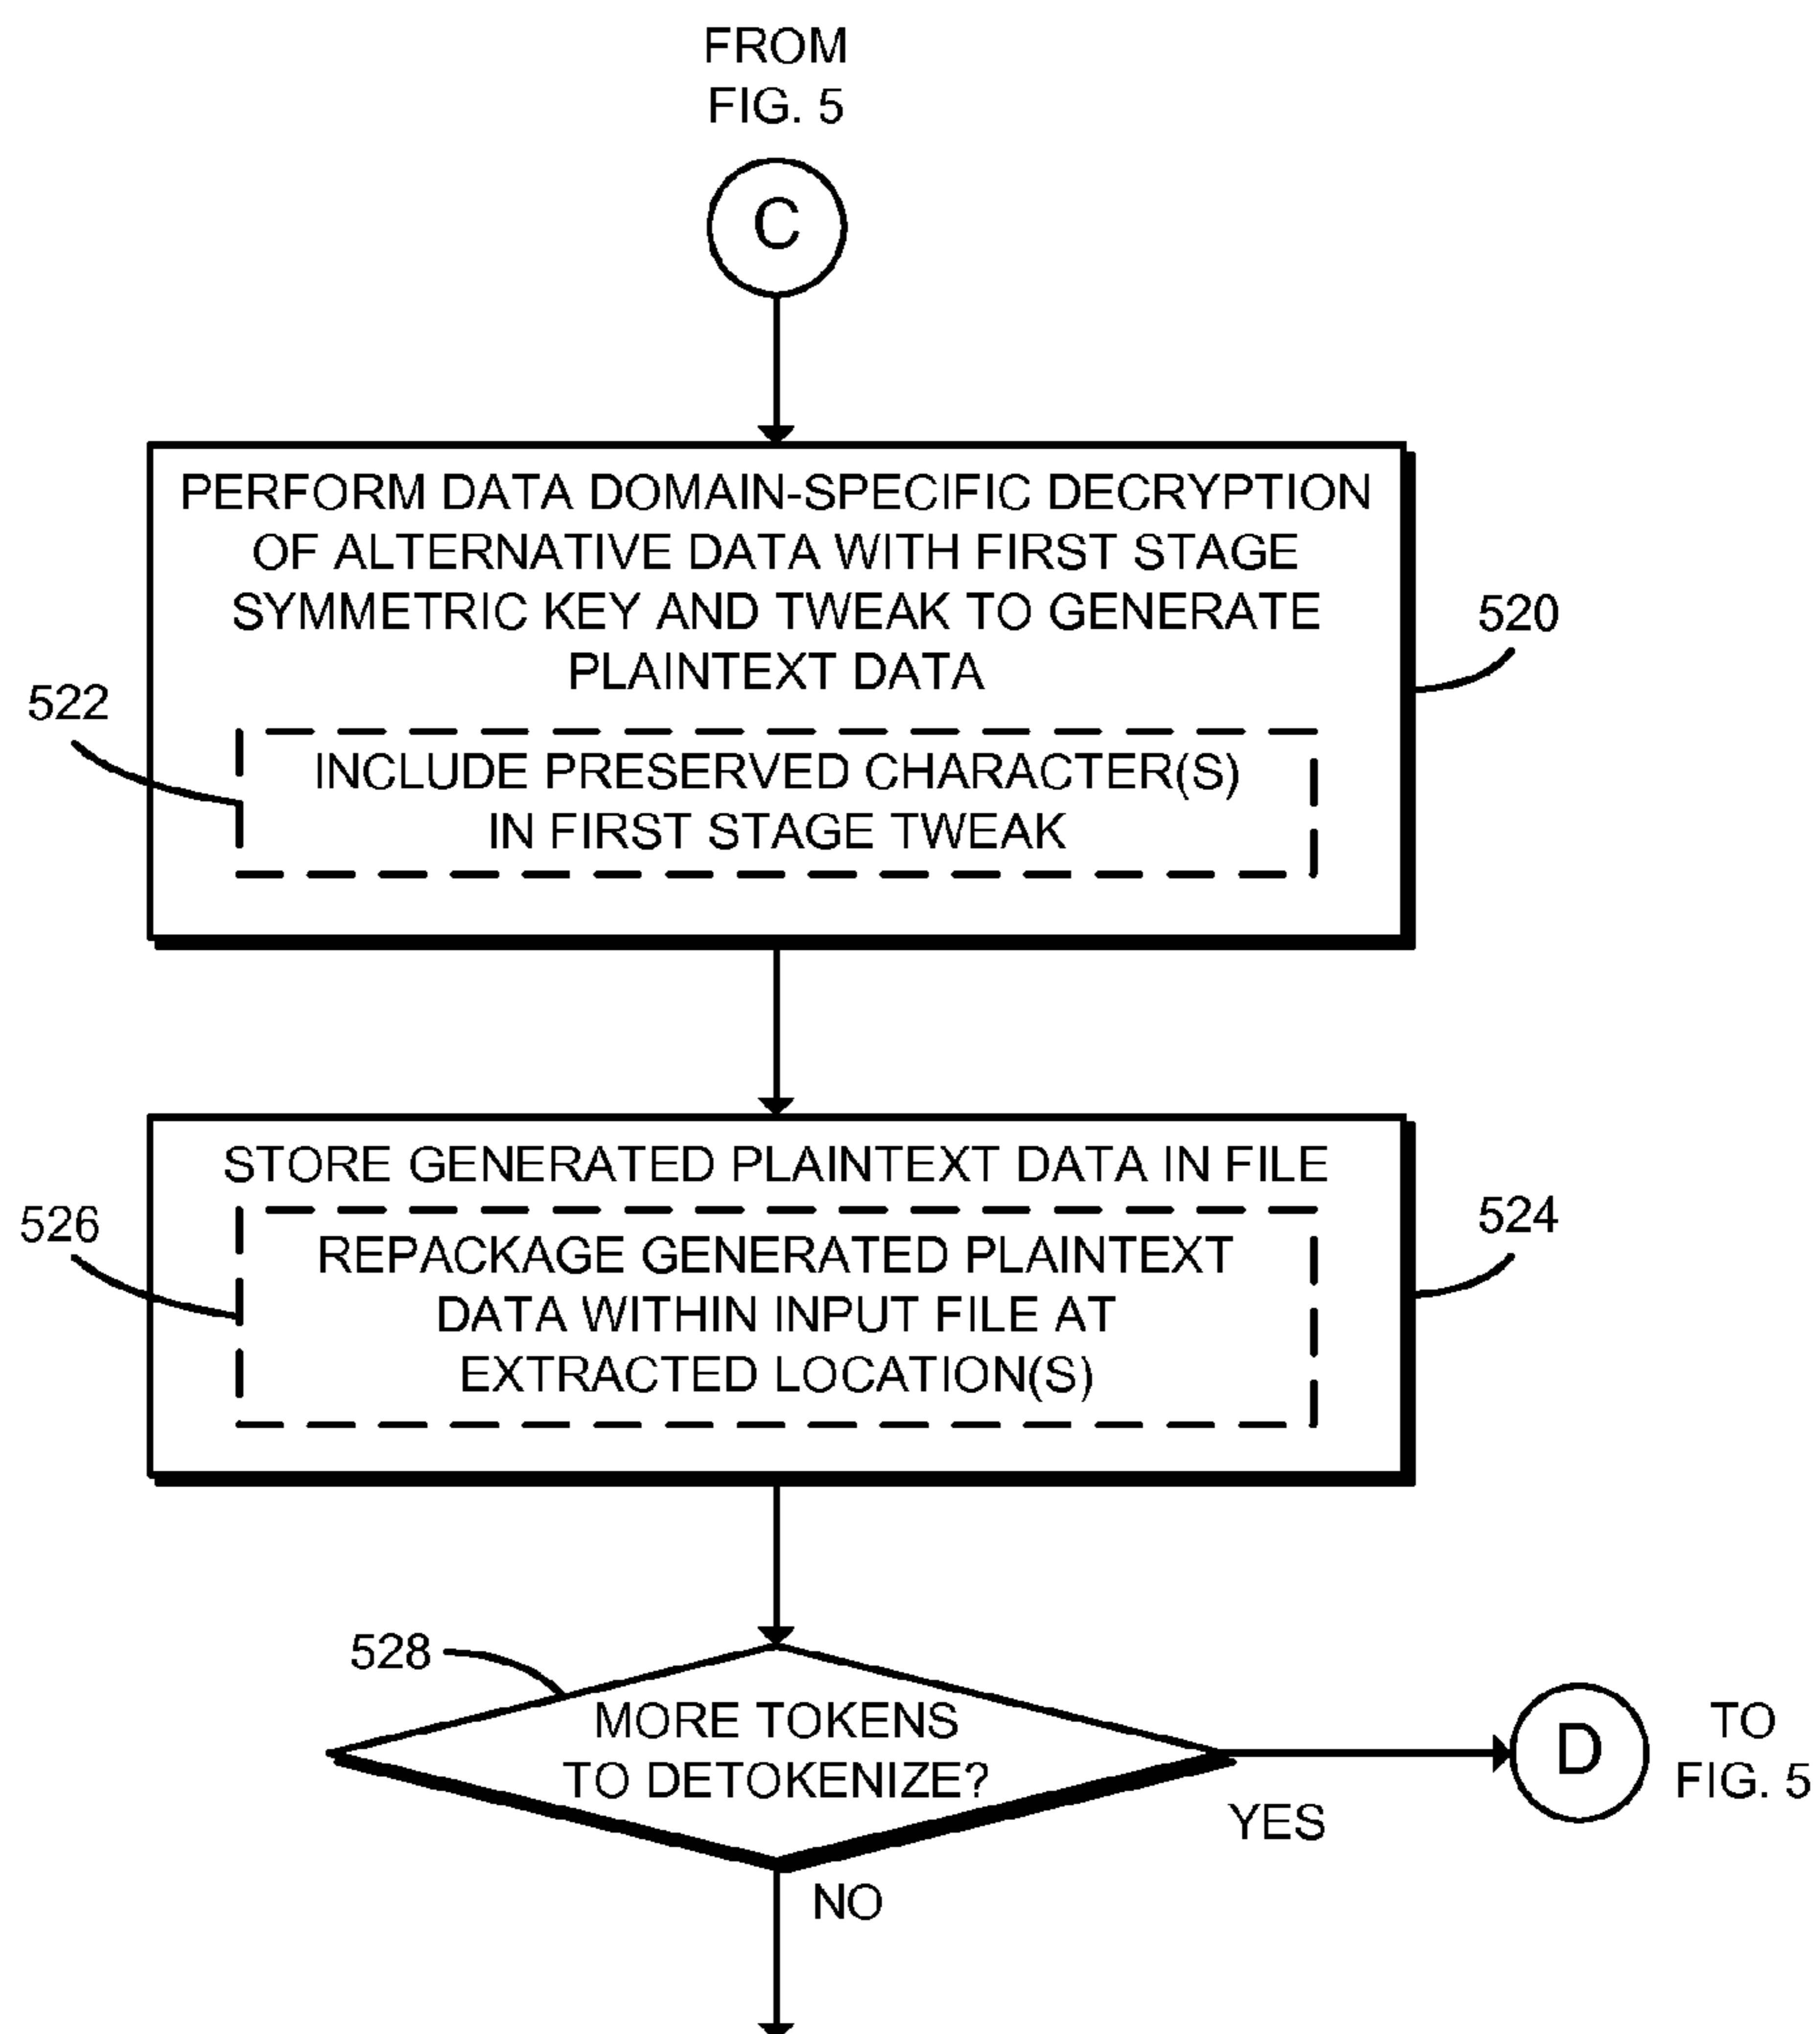 FROM
FIG. 5
C
PERFORM DATA DOMAIN-SPECIFIC DECRYPTION
OF ALTERNATIVE DATA WITH FIRST STAGE
SYMMETRIC KEY AND TWEAK TO GENERATE
PLAINTEXT DATA
520
522
INCLUDE PRESERVED CHARACTER(S)
IN FIRST STAGE TWEAK
STORE GENERATED PLAINTEXT DATA IN FILE
524
526
REPACKAGE GENERATED PLAINTEXT
DATA WITHIN INPUT FILE AT
EXTRACTED LOCATION(S)
528
MORE TOKENS
TO DETOKENIZE?
YES
D
TO
FIG. 5
NO